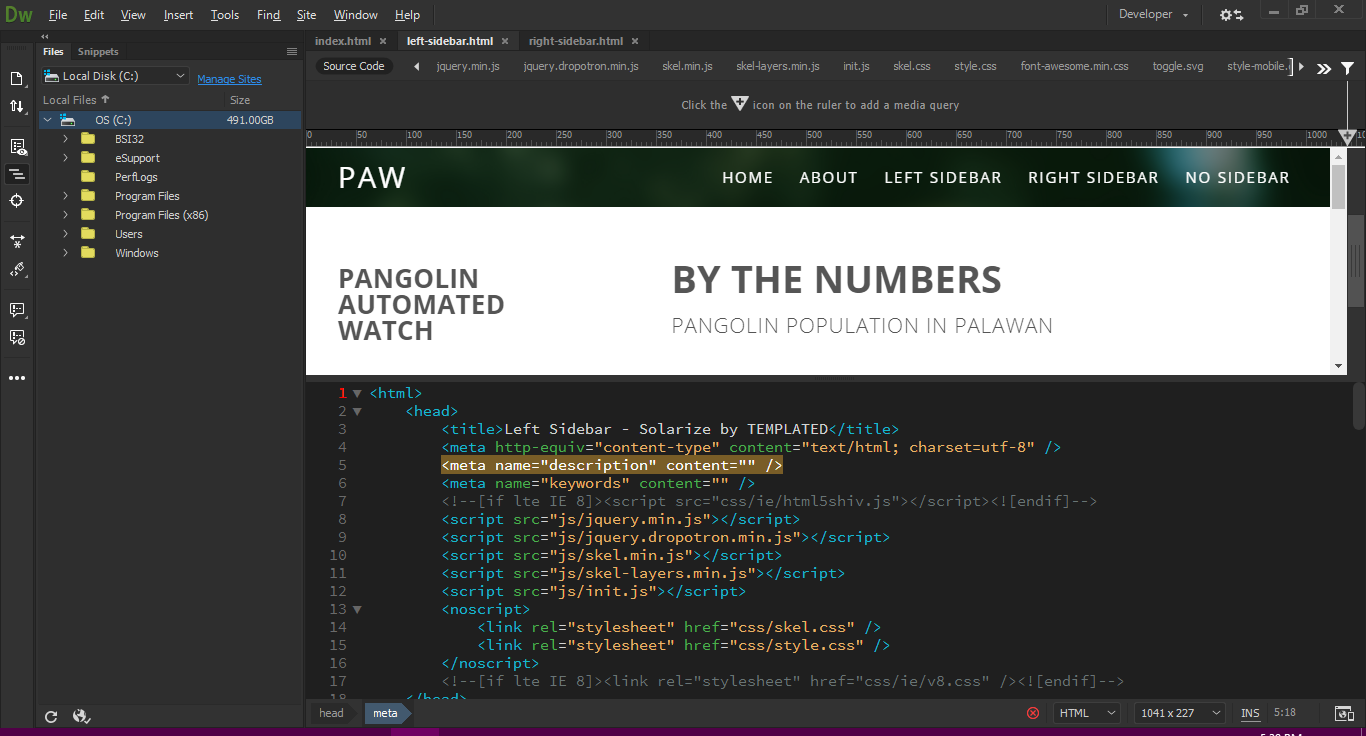 Dw File Edit View Insert Tools Find Site Window Help Developer
Files Snippets
Local Disk (C:) Manage Sites
Local Files Size
OS (C:) 491.00GB
BSI32
eSupport
PerfLogs
Program Files
Program Files (x86)
Users
Windows
index.html left-sidebar.html right-sidebar.html
Source Code jquery.min.js jquery.dropotron.min.js skel.min.js skel-layers.min.js init.js skel.css style.css font-awesome.min.css toggle.svg style-mobile.
Click the icon on the ruler to add a media query
0 50 100 150 200 250 300 350 400 450 500 550 600 650 700 750 800 850 900 950 1000
PAW HOME ABOUT LEFT SIDEBAR RIGHT SIDEBAR NO SIDEBAR
PANGOLIN
AUTOMATED
WATCH
BY THE NUMBERS
PANGOLIN POPULATION IN PALAWAN
1 <html>
2 <head>
3 <title>Left Sidebar - Solarize by TEMPLATED</title>
4 <meta http-equiv="content-type" content="text/html; charset=utf-8" />
5 <meta name="description" content="" />
6 <meta name="keywords" content="" />
7 <!--[if lte IE 8]><script src="css/ie/html5shiv.js"></script><![endif]-->
8 <script src="js/jquery.min.js"></script>
9 <script src="js/jquery.dropotron.min.js"></script>
10 <script src="js/skel.min.js"></script>
11 <script src="js/skel-layers.min.js"></script>
12 <script src="js/init.js"></script>
13 <noscript>
14 <link rel="stylesheet" href="css/skel.css" />
15 <link rel="stylesheet" href="css/style.css" />
16 </noscript>
17 <!--[if lte IE 8]><link rel="stylesheet" href="css/ie/v8.css" /><![endif]-->
18 </head>
head meta HTML 1041 x 227 INS 5:18